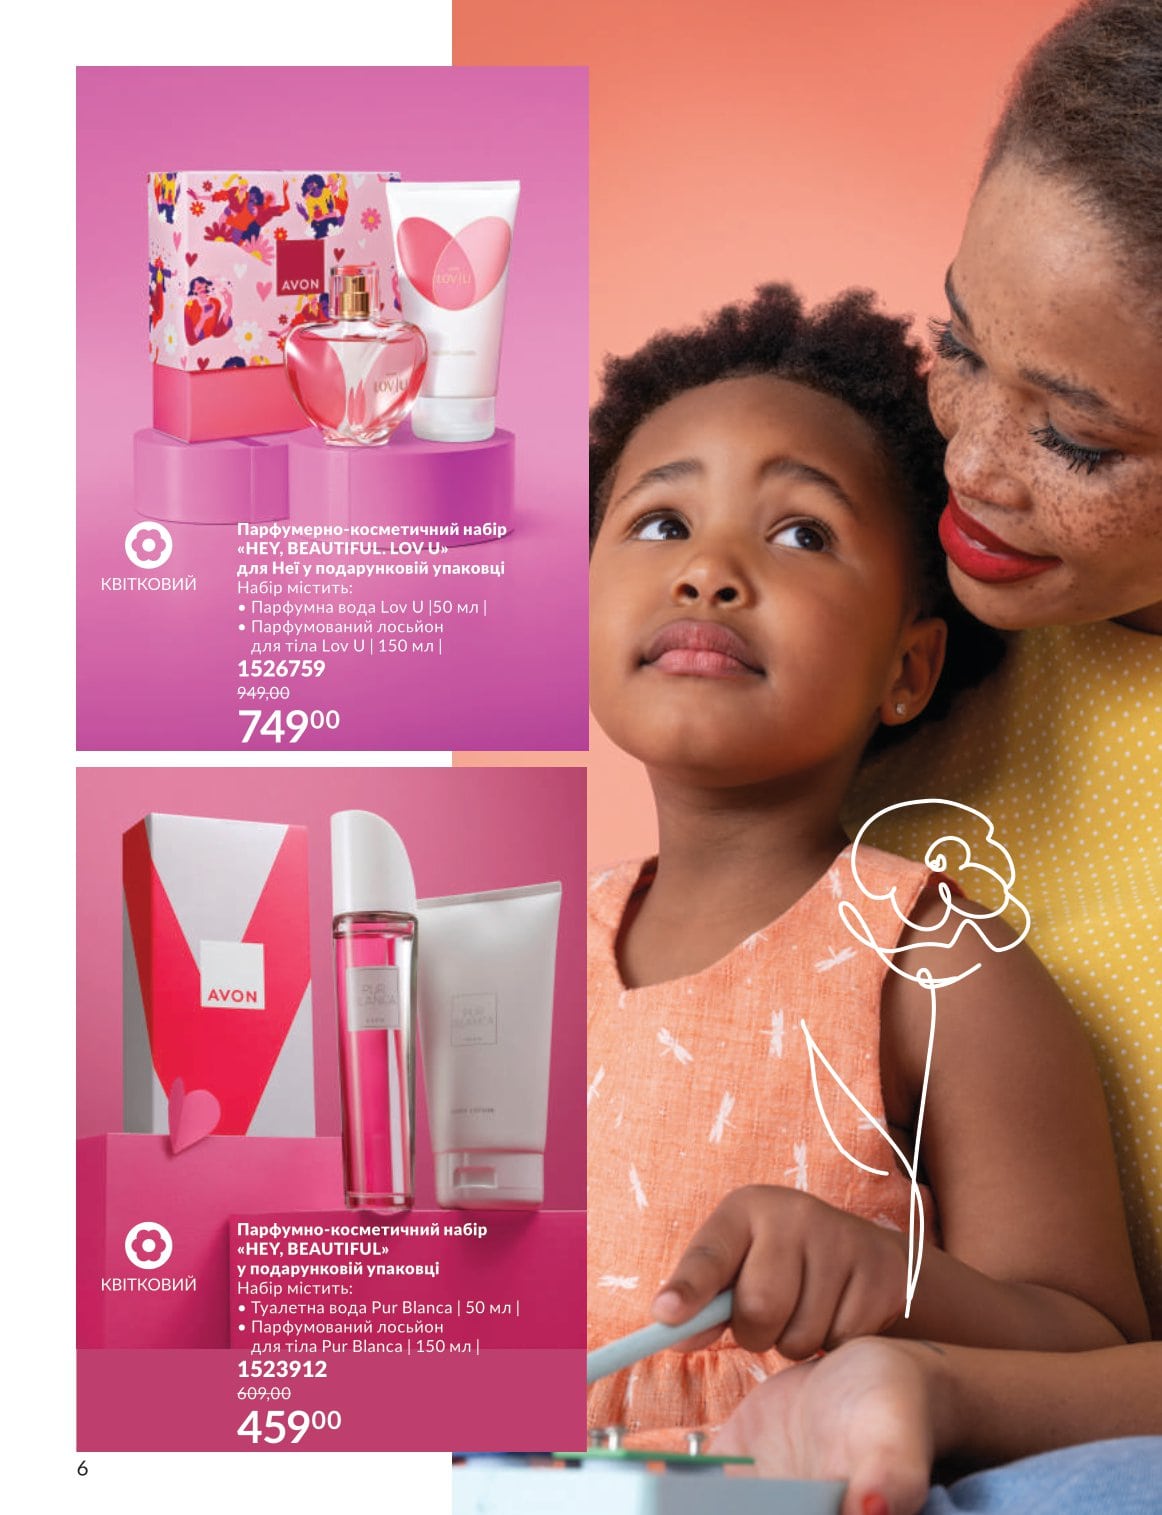 AVON
LOV|U
LOV|U
КВІТКОВИЙ
Парфумерно-косметичний набір
«HEY, BEAUTIFUL. LOV U»
для Неї у подарунковій упаковці
Набір містить:
• Парфумна вода Lov U |50 мл |
• Парфумований лосьйон
для тіла Lov U | 150 мл |
1526759
949,00
749⁰⁰
AVON
PUR
BLANCA
AVON
PUR
BLANCA
BODY LOTION
КВІТКОВИЙ
Парфумно-косметичний набір
«HEY, BEAUTIFUL»
у подарунковій упаковці
Набір містить:
• Туалетна вода Pur Blanca | 50 мл |
• Парфумований лосьйон
для тіла Pur Blanca | 150 мл |
1523912
609,00
459⁰⁰
6